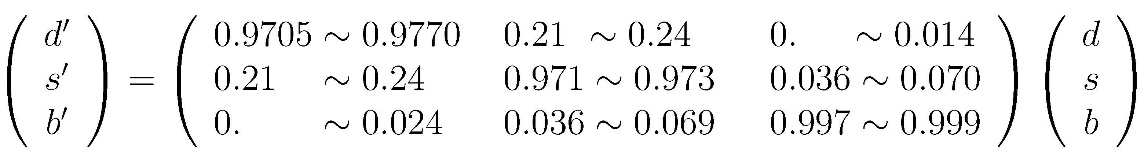 d′ 0.9705 ∼ 0.9770 0.21 ∼ 0.24 0. ∼ 0.014 d
s′ = 0.21 ∼ 0.24 0.971 ∼ 0.973 0.036 ∼ 0.070 s
b′ 0. ∼ 0.024 0.036 ∼ 0.069 0.997 ∼ 0.999 b